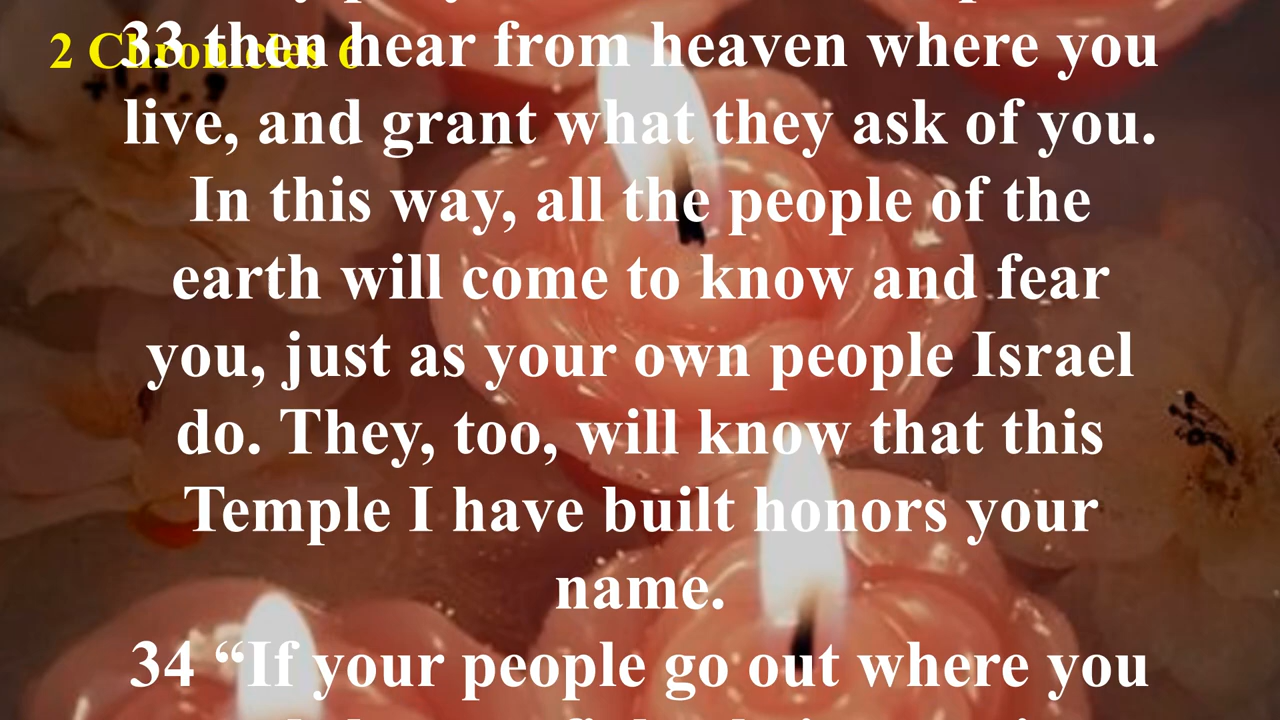 2 Chronicles 6
33 then hear from heaven where you
live, and grant what they ask of you.
In this way, all the people of the
earth will come to know and fear
you, just as your own people Israel
do. They, too, will know that this
Temple I have built honors your
name.
34 “If your people go out where you